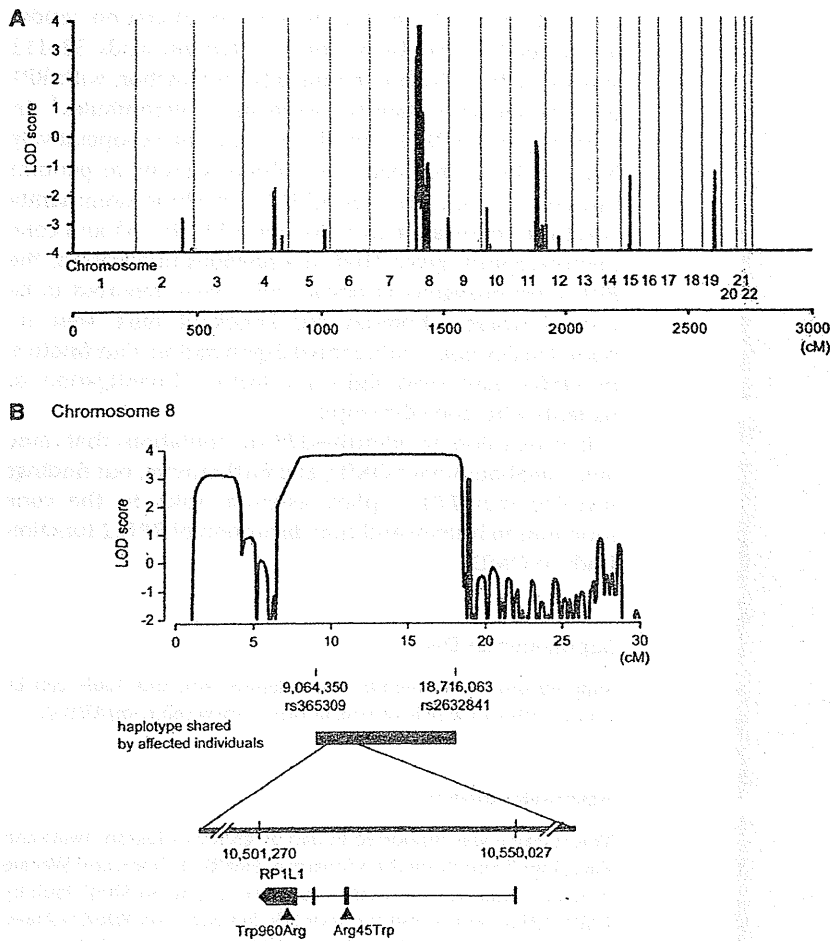 A
4
3
2
1
0
-1
-2
-3
-4
LOD score
Chromosome
1 2 3 4 5 6 7 8 9 10 11 12 13 14 15 16 17 18 19 20 21 22
0 500 1000 1500 2000 2500 3000
(cM)
B Chromosome 8
4
3
2
1
0
-1
-2
LOD score
0 5 10 15 20 25 30
(cM)
9,064,350 18,716,063
rs365309 rs2632841
haplotype shared
by affected individuals
10,501,270 10,550,027
RP1L1
Trp960Arg Arg45Trp